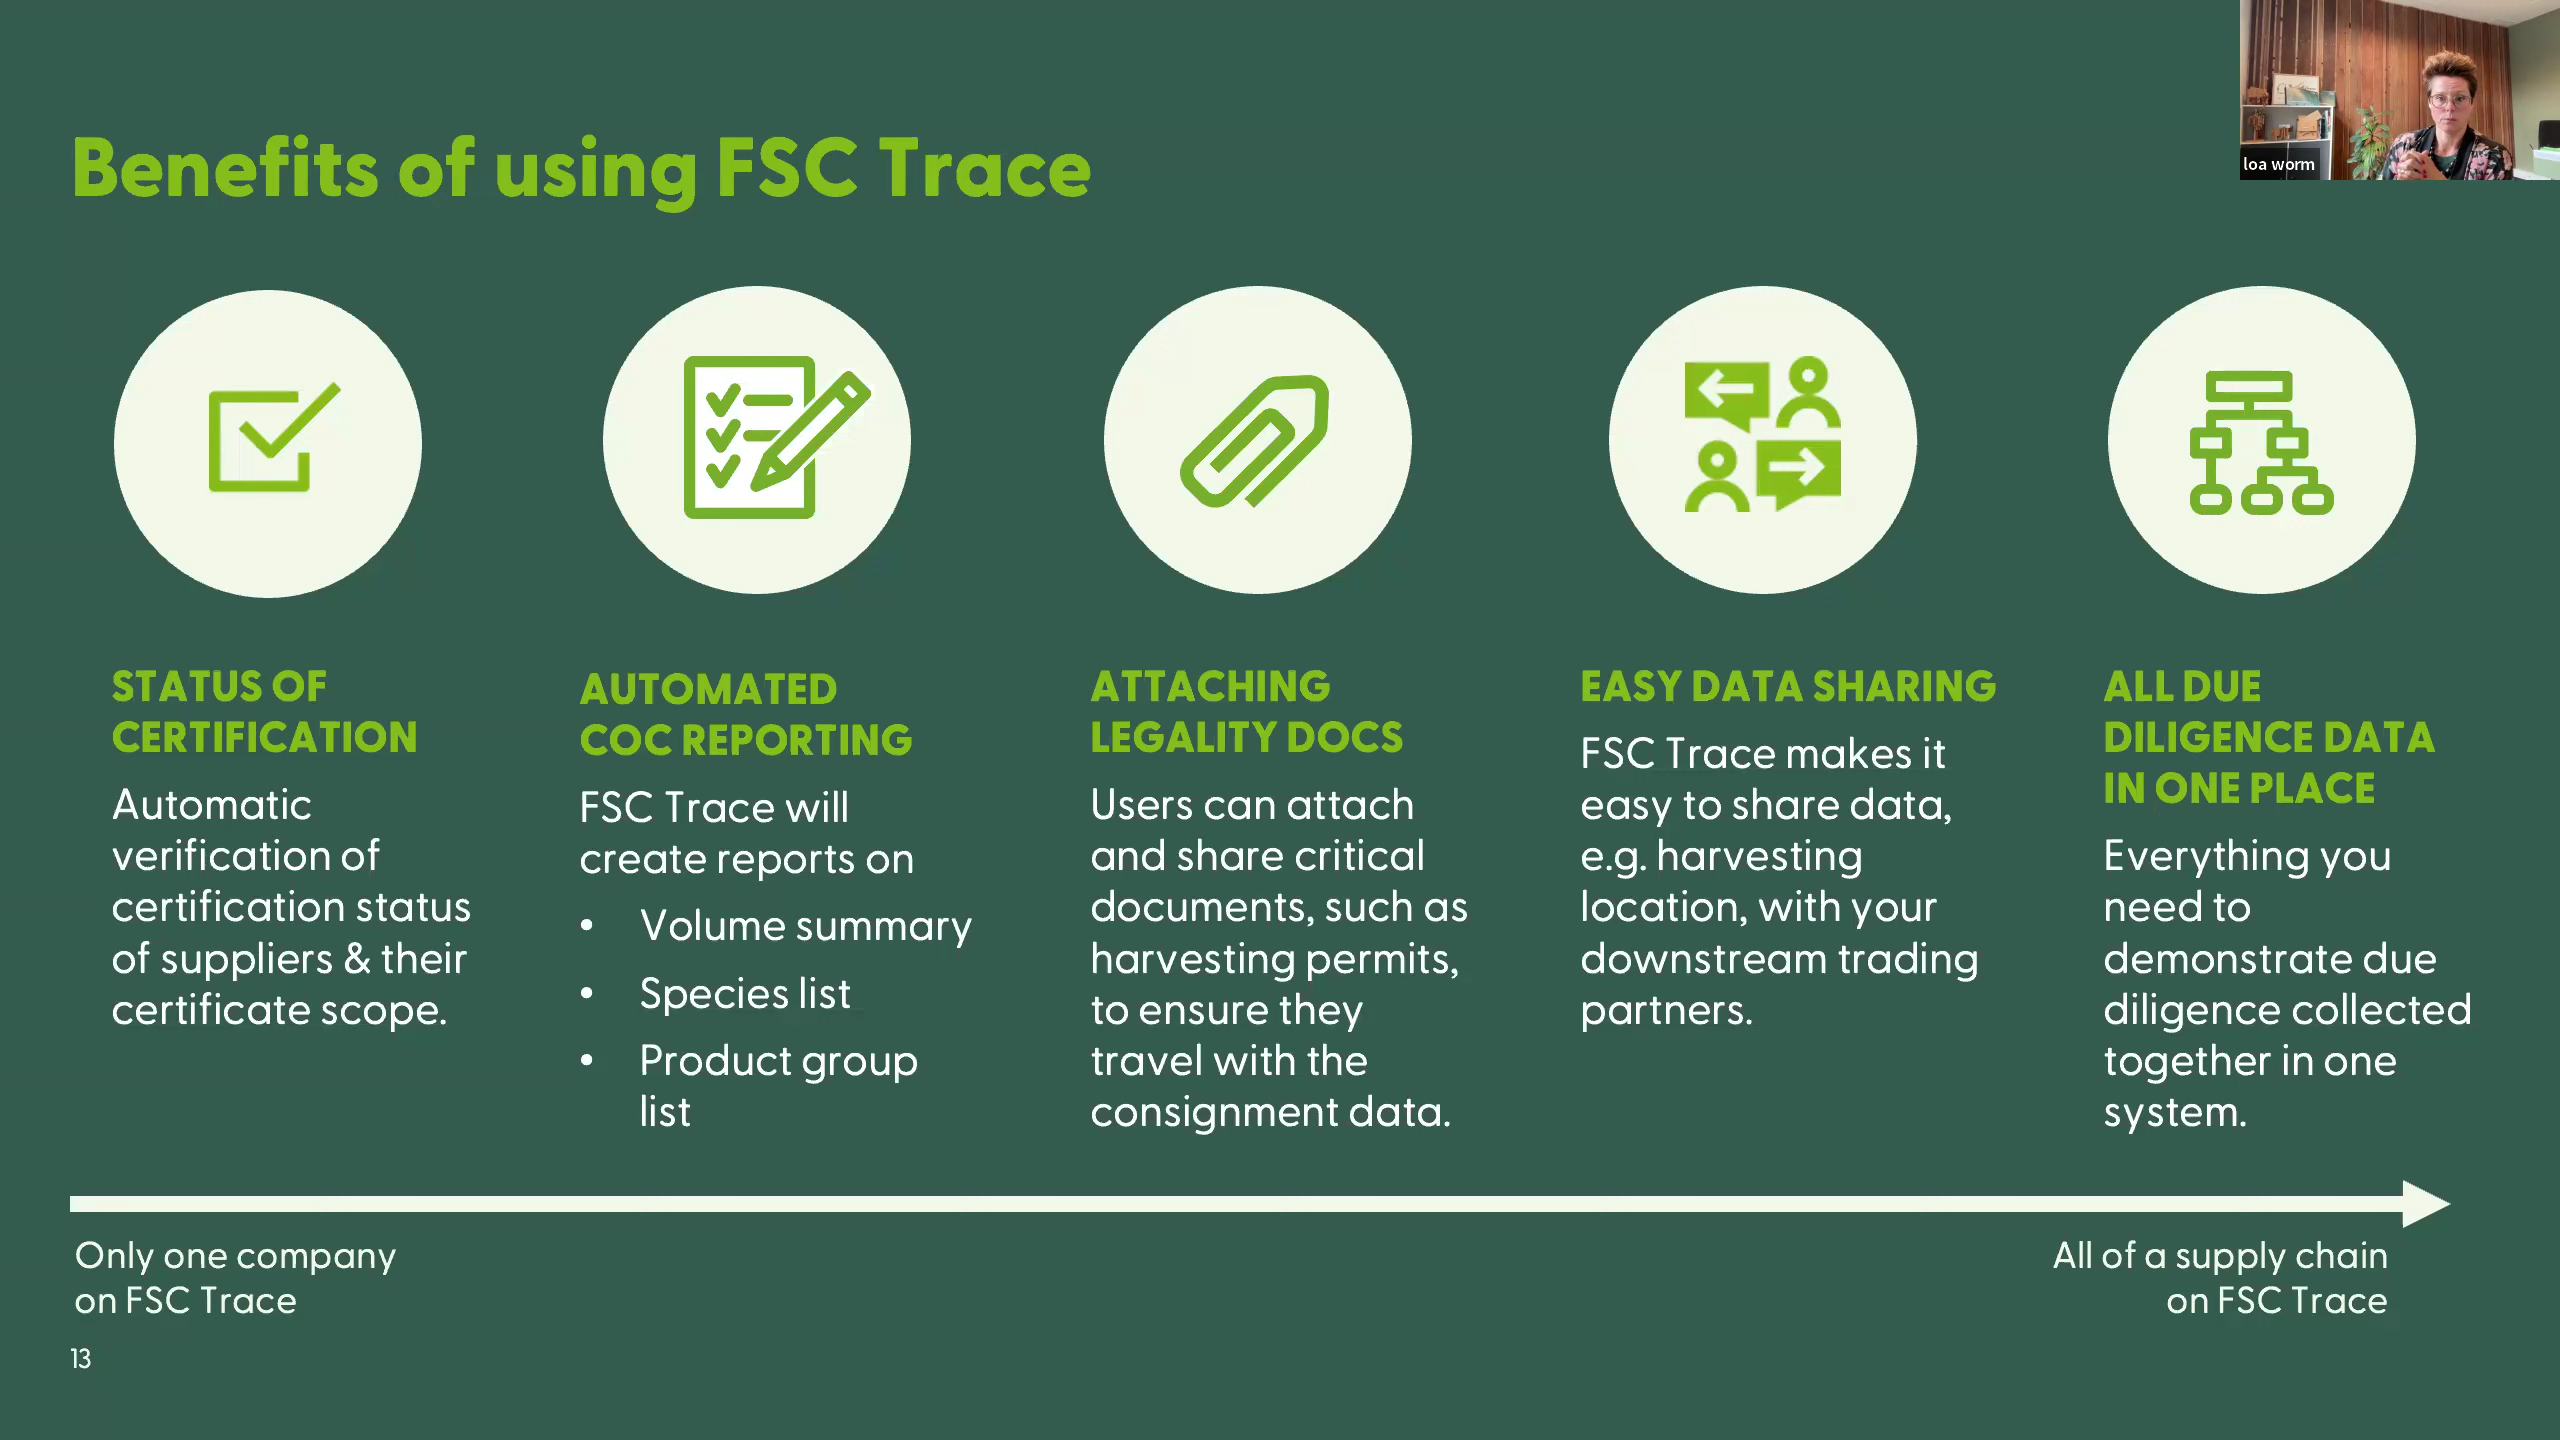 Benefits of using FSC Trace
loa worm
STATUS OF
CERTIFICATION
Automatic
verification of
certification status
of suppliers & their
certificate scope.
AUTOMATED
COC REPORTING
FSC Trace will
create reports on
• Volume summary
• Species list
• Product group
list
ATTACHING
LEGALITY DOCS
Users can attach
and share critical
documents, such as
harvesting permits,
to ensure they
travel with the
consignment data.
EASY DATA SHARING
FSC Trace makes it
easy to share data,
e.g. harvesting
location, with your
downstream trading
partners.
ALL DUE
DILIGENCE DATA
IN ONE PLACE
Everything you
need to
demonstrate due
diligence collected
together in one
system.
Only one company
on FSC Trace
All of a supply chain
on FSC Trace
13